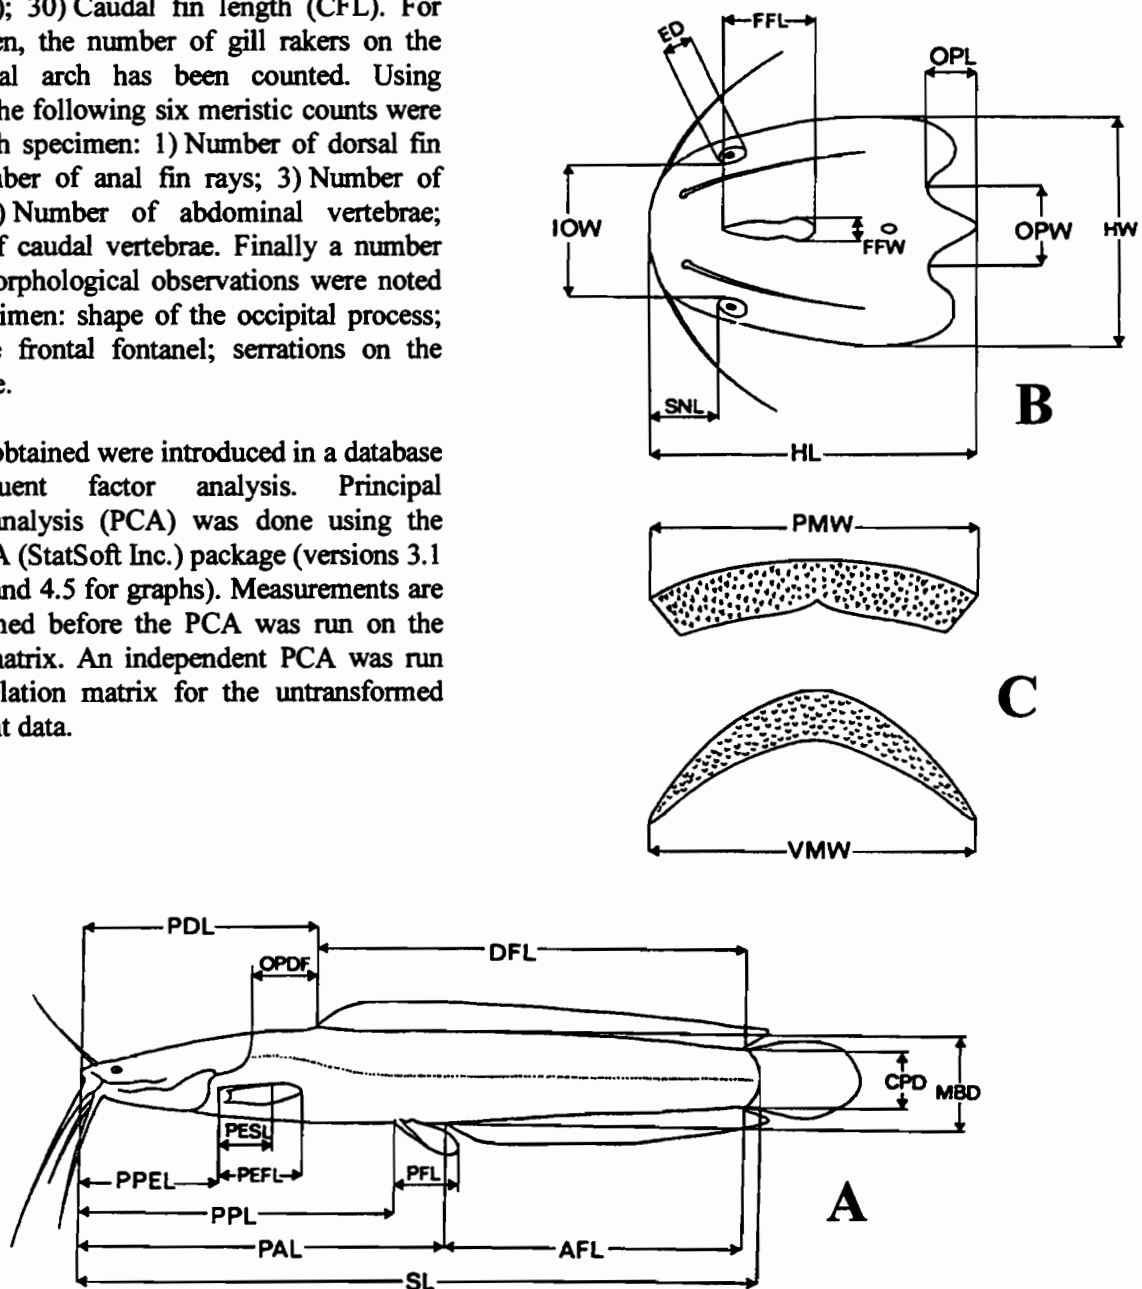 ); 30) Caudal fin length (CFL). For
en, the number of gill rakers on the
al arch has been counted. Using
he following six meristic counts were
h specimen: 1) Number of dorsal fin
ber of anal fin rays; 3) Number of
) Number of abdominal vertebrae;
f caudal vertebrae. Finally a number
orphological observations were noted
imen: shape of the occipital process;
e frontal fontanel; serrations on the
e.
obtained were introduced in a database
uent factor analysis. Principal
nalysis (PCA) was done using the
A (StatSoft Inc.) package (versions 3.1
nd 4.5 for graphs). Measurements are
ned before the PCA was run on the
natrix. An independent PCA was run
lation matrix for the untransformed
nt data.
ED
FFL
OPL
IOW
FFW
OPW
HW
SNL
HL
B
PMW
C
VMW
PDL
DFL
OPDF
CPD
MBD
PESL
PPEL
PEFL
PFL
PPL
A
PAL
AFL
SL